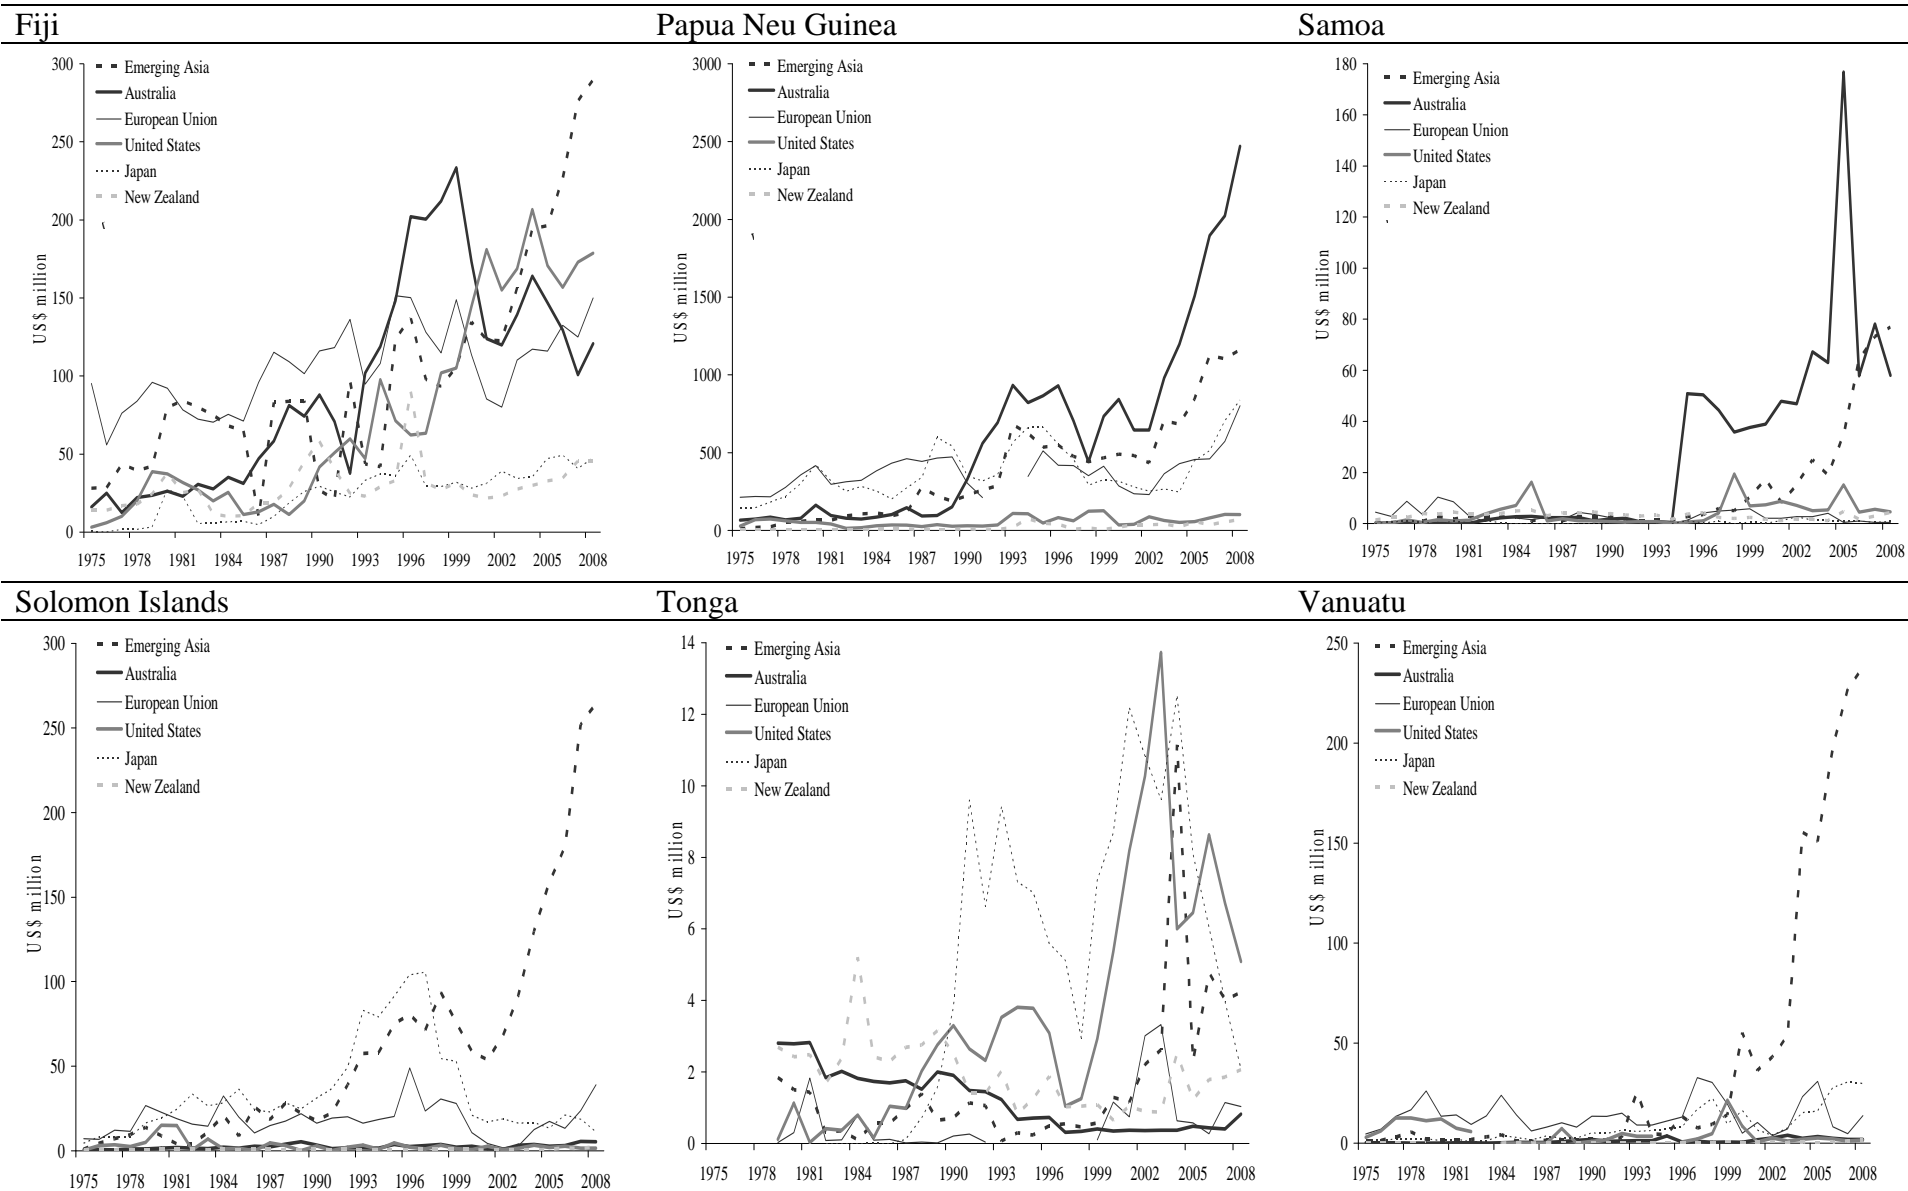 Fiji
Papua Neu Guinea
Samoa
300
250
200
150
100
50
0
US$ million
Emerging Asia
Australia
European Union
United States
Japan
New Zealand
1975 1978 1981 1984 1987 1990 1993 1996 1999 2002 2005 2008
3000
2500
2000
1500
1000
500
0
US$ million
Emerging Asia
Australia
European Union
United States
Japan
New Zealand
1975 1978 1981 1984 1987 1990 1993 1996 1999 2002 2005 2008
180
160
140
120
100
80
60
40
20
0
US$ million
Emerging Asia
Australia
European Union
United States
Japan
New Zealand
1975 1978 1981 1984 1987 1990 1993 1996 1999 2002 2005 2008
Solomon Islands
Tonga
Vanuatu
300
250
200
150
100
50
0
US$ million
Emerging Asia
Australia
European Union
United States
Japan
New Zealand
1975 1978 1981 1984 1987 1990 1993 1996 1999 2002 2005 2008
14
12
10
8
6
4
2
0
US$ million
Emerging Asia
Australia
European Union
United States
Japan
New Zealand
1975 1978 1981 1984 1987 1990 1993 1996 1999 2002 2005 2008
250
200
150
100
50
0
US$ million
Emerging Asia
Australia
European Union
United States
Japan
New Zealand
1975 1978 1981 1984 1987 1990 1993 1996 1999 2002 2005 2008